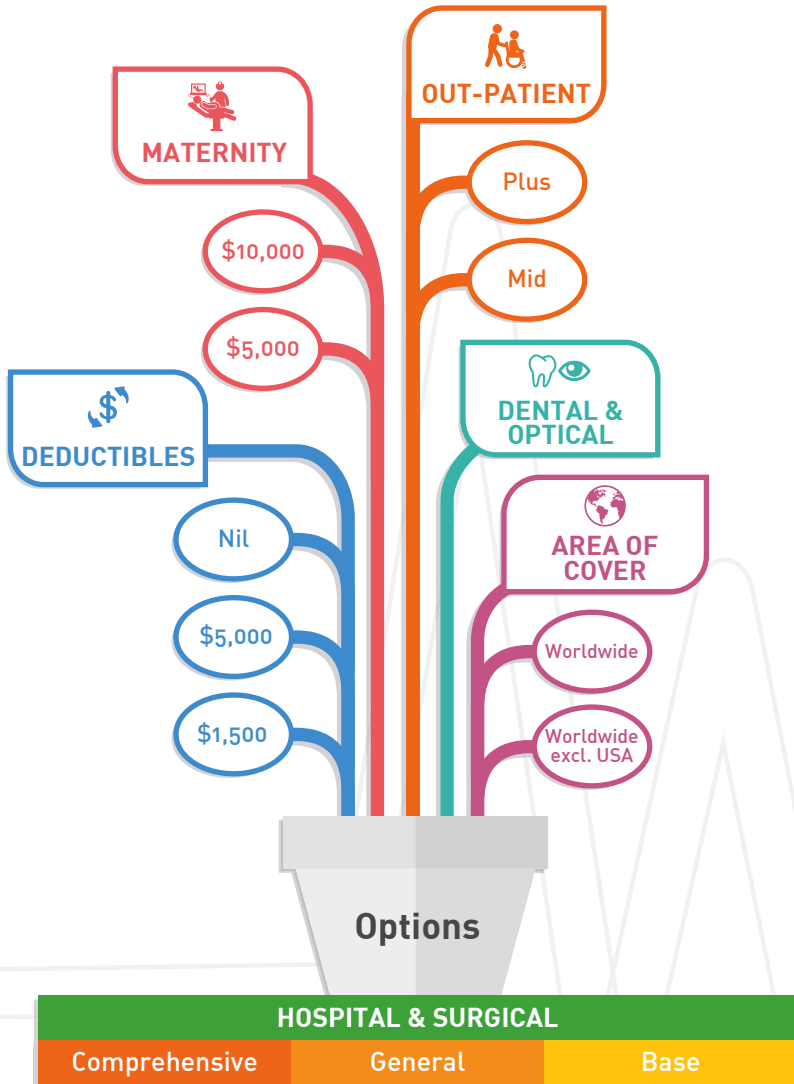 OUT-PATIENT
Plus
Mid
MATERNITY
$10,000
$5,000
DEDUCTIBLES
Nil
$5,000
$1,500
DENTAL &
OPTICAL
AREA OF
COVER
Worldwide
Worldwide
excl. USA
Options
HOSPITAL & SURGICAL
Comprehensive
General
Base